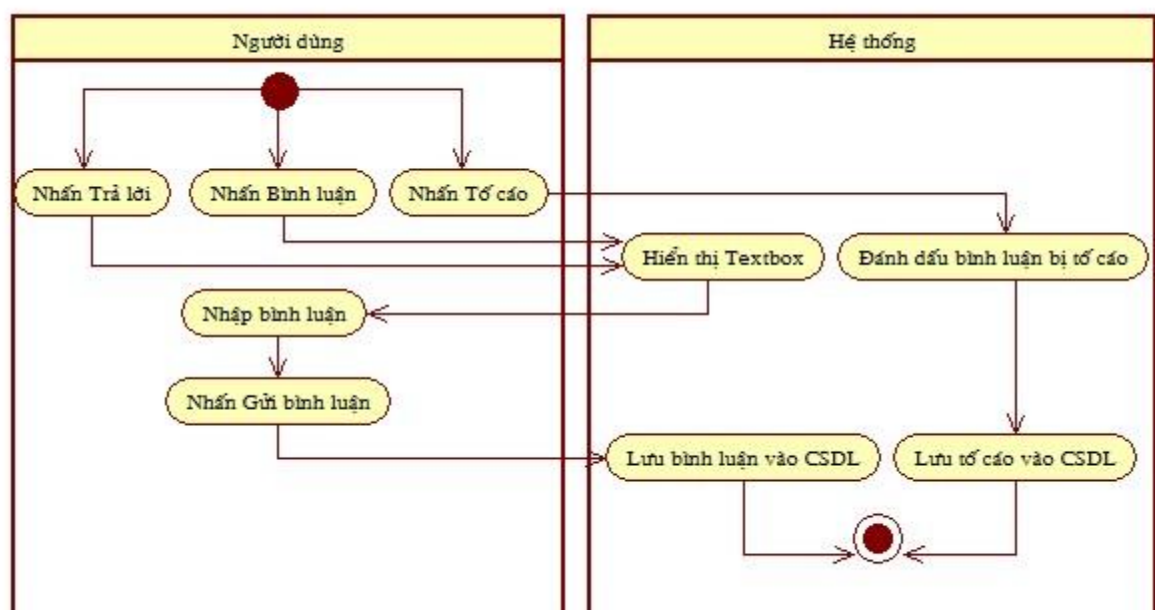 Người dùng
Hệ thống
Nhấn Trả lời
Nhấn Bình luận
Nhấn Tố cáo
Hiển thị Textbox
Đánh dấu bình luận bị tố cáo
Nhập bình luận
Nhấn Gửi bình luận
Lưu bình luận vào CSDL
Lưu tố cáo vào CSDL